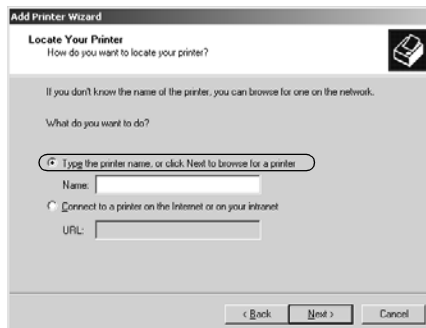 Add Printer Wizard
Locate Your Printer
How do you want to locate your printer?
If you don't know the name of the printer, you can browse for one on the network.
What do you want to do?
Type the printer name, or click Next to browse for a printer
Name:
Connect to a printer on the Internet or on your intranet
URL:
< Back
Next >
Cancel